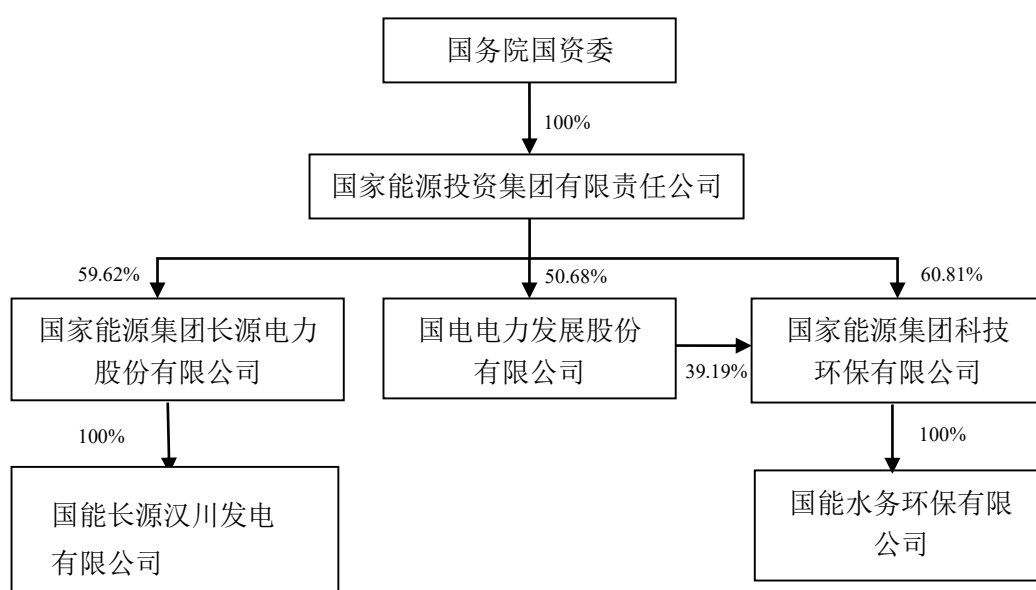 国务院国资委
100%
国家能源投资集团有限责任公司
59.62%
50.68%
60.81%
国家能源集团长源电力
股份有限公司
国电电力发展股份
有限公司
39.19%
国家能源集团科技
环保有限公司
100%
100%
国能长源汉川发电
有限公司
国能水务环保有限
公司